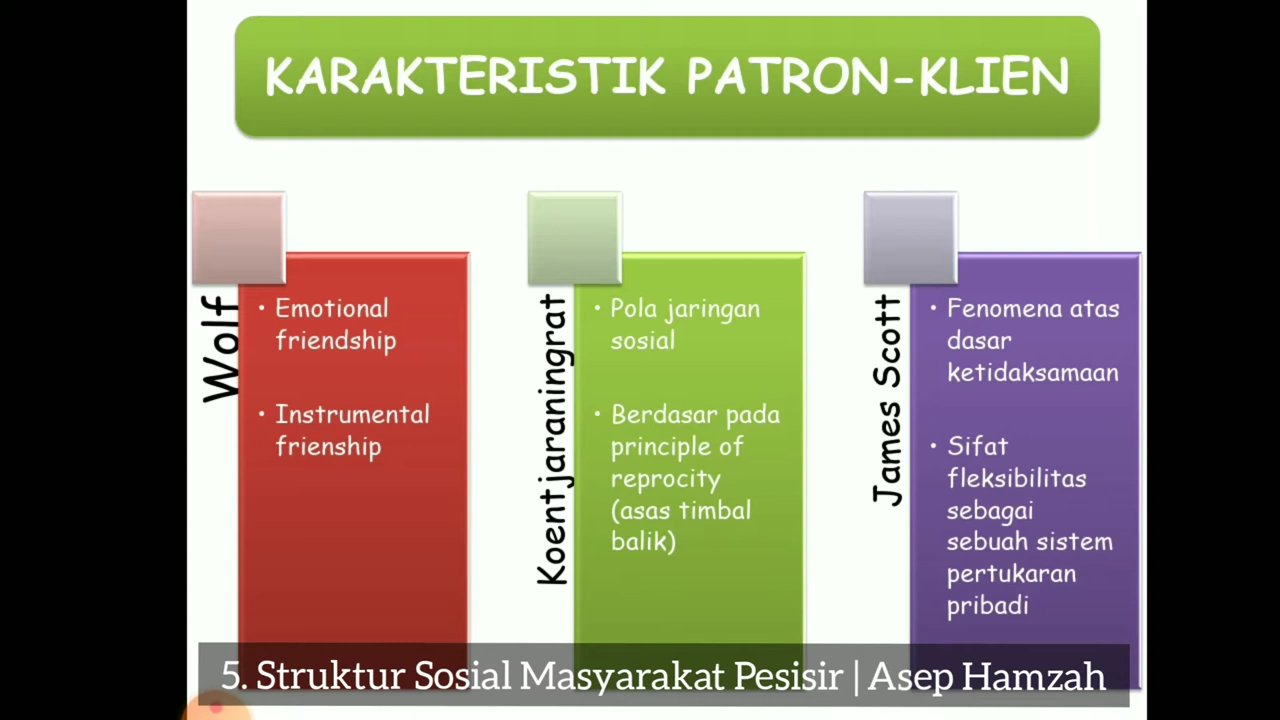 KARAKTERISTIK PATRON-KLIEN
Wolf
• Emotional
friendship
• Instrumental
frienship
Koentjaraningrat
• Pola jaringan
sosial
• Berdasar pada
principle of
reprocity
(asas timbal
balik)
James Scott
• Fenomena atas
dasar
ketidaksamaan
• Sifat
fleksibilitas
sebagai
sebuah sistem
pertukaran
pribadi
5. Struktur Sosial Masyarakat Pesisir | Asep Hamzah